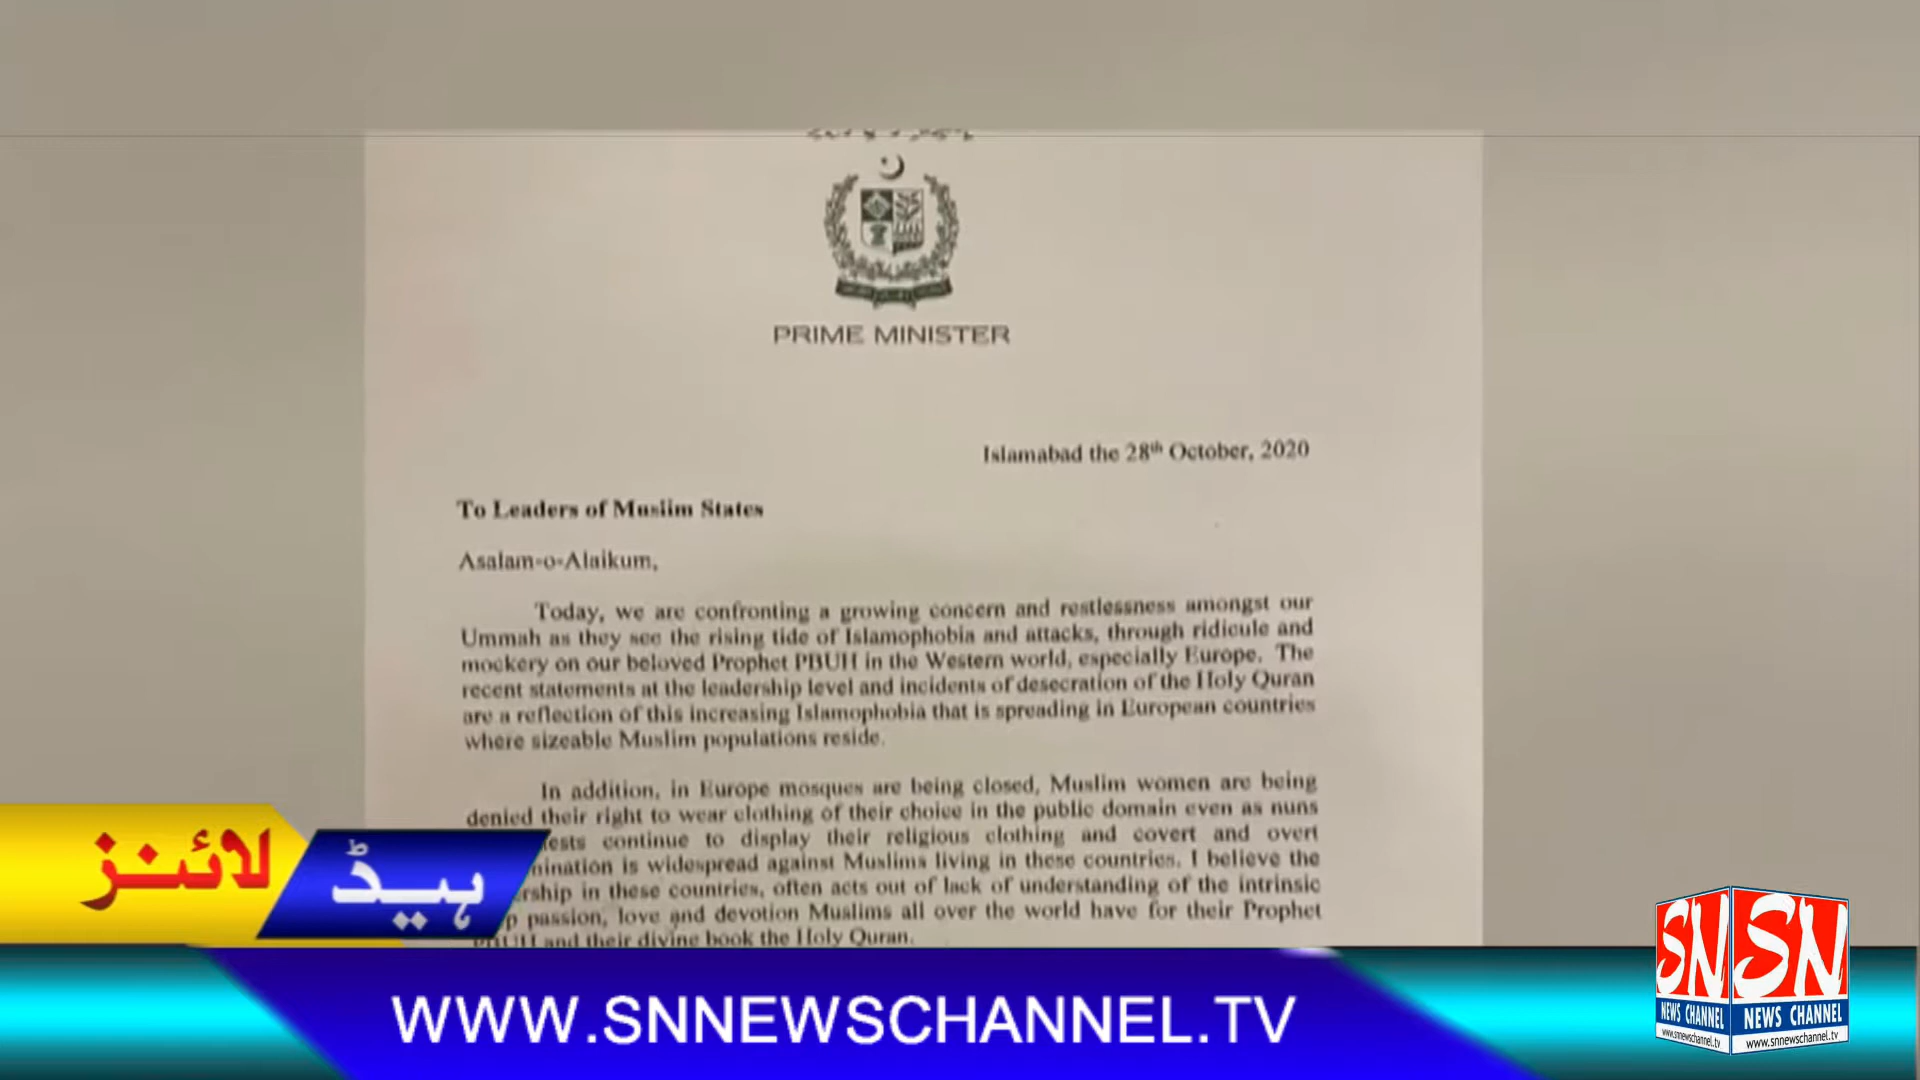 PRIME MINISTER
Islamabad the 28th October, 2020
To Leaders of Muslim States
Asalam-o-Alaikum,
Today, we are confronting a growing concern and restlessness amongst our
Ummah as they see the rising tide of Islamophobia and attacks, through ridicule and
mockery on our beloved Prophet PBUH in the Western world, especially Europe. The
recent statements at the leadership level and incidents of desecration of the Holy Quran
are a reflection of this increasing Islamophobia that is spreading in European countries
where sizeable Muslim populations reside.
In addition, in Europe mosques are being closed, Muslim women are being
denied their right to wear clothing of their choice in the public domain even as nuns
continue to display their religious clothing and covert and overt
is widespread against Muslims living in these countries. I believe the
in these countries, often acts out of lack of understanding of the intrinsic
passion, love and devotion Muslims all over the world have for their Prophet
PBUH and their divine book the Holy Quran.
ہیڈ لائنز
WWW.SNNEWSCHANNEL.TV
SN SN
NEWS CHANNEL NEWS CHANNEL
www.snnewschannel.tv www.snnewschannel.tv